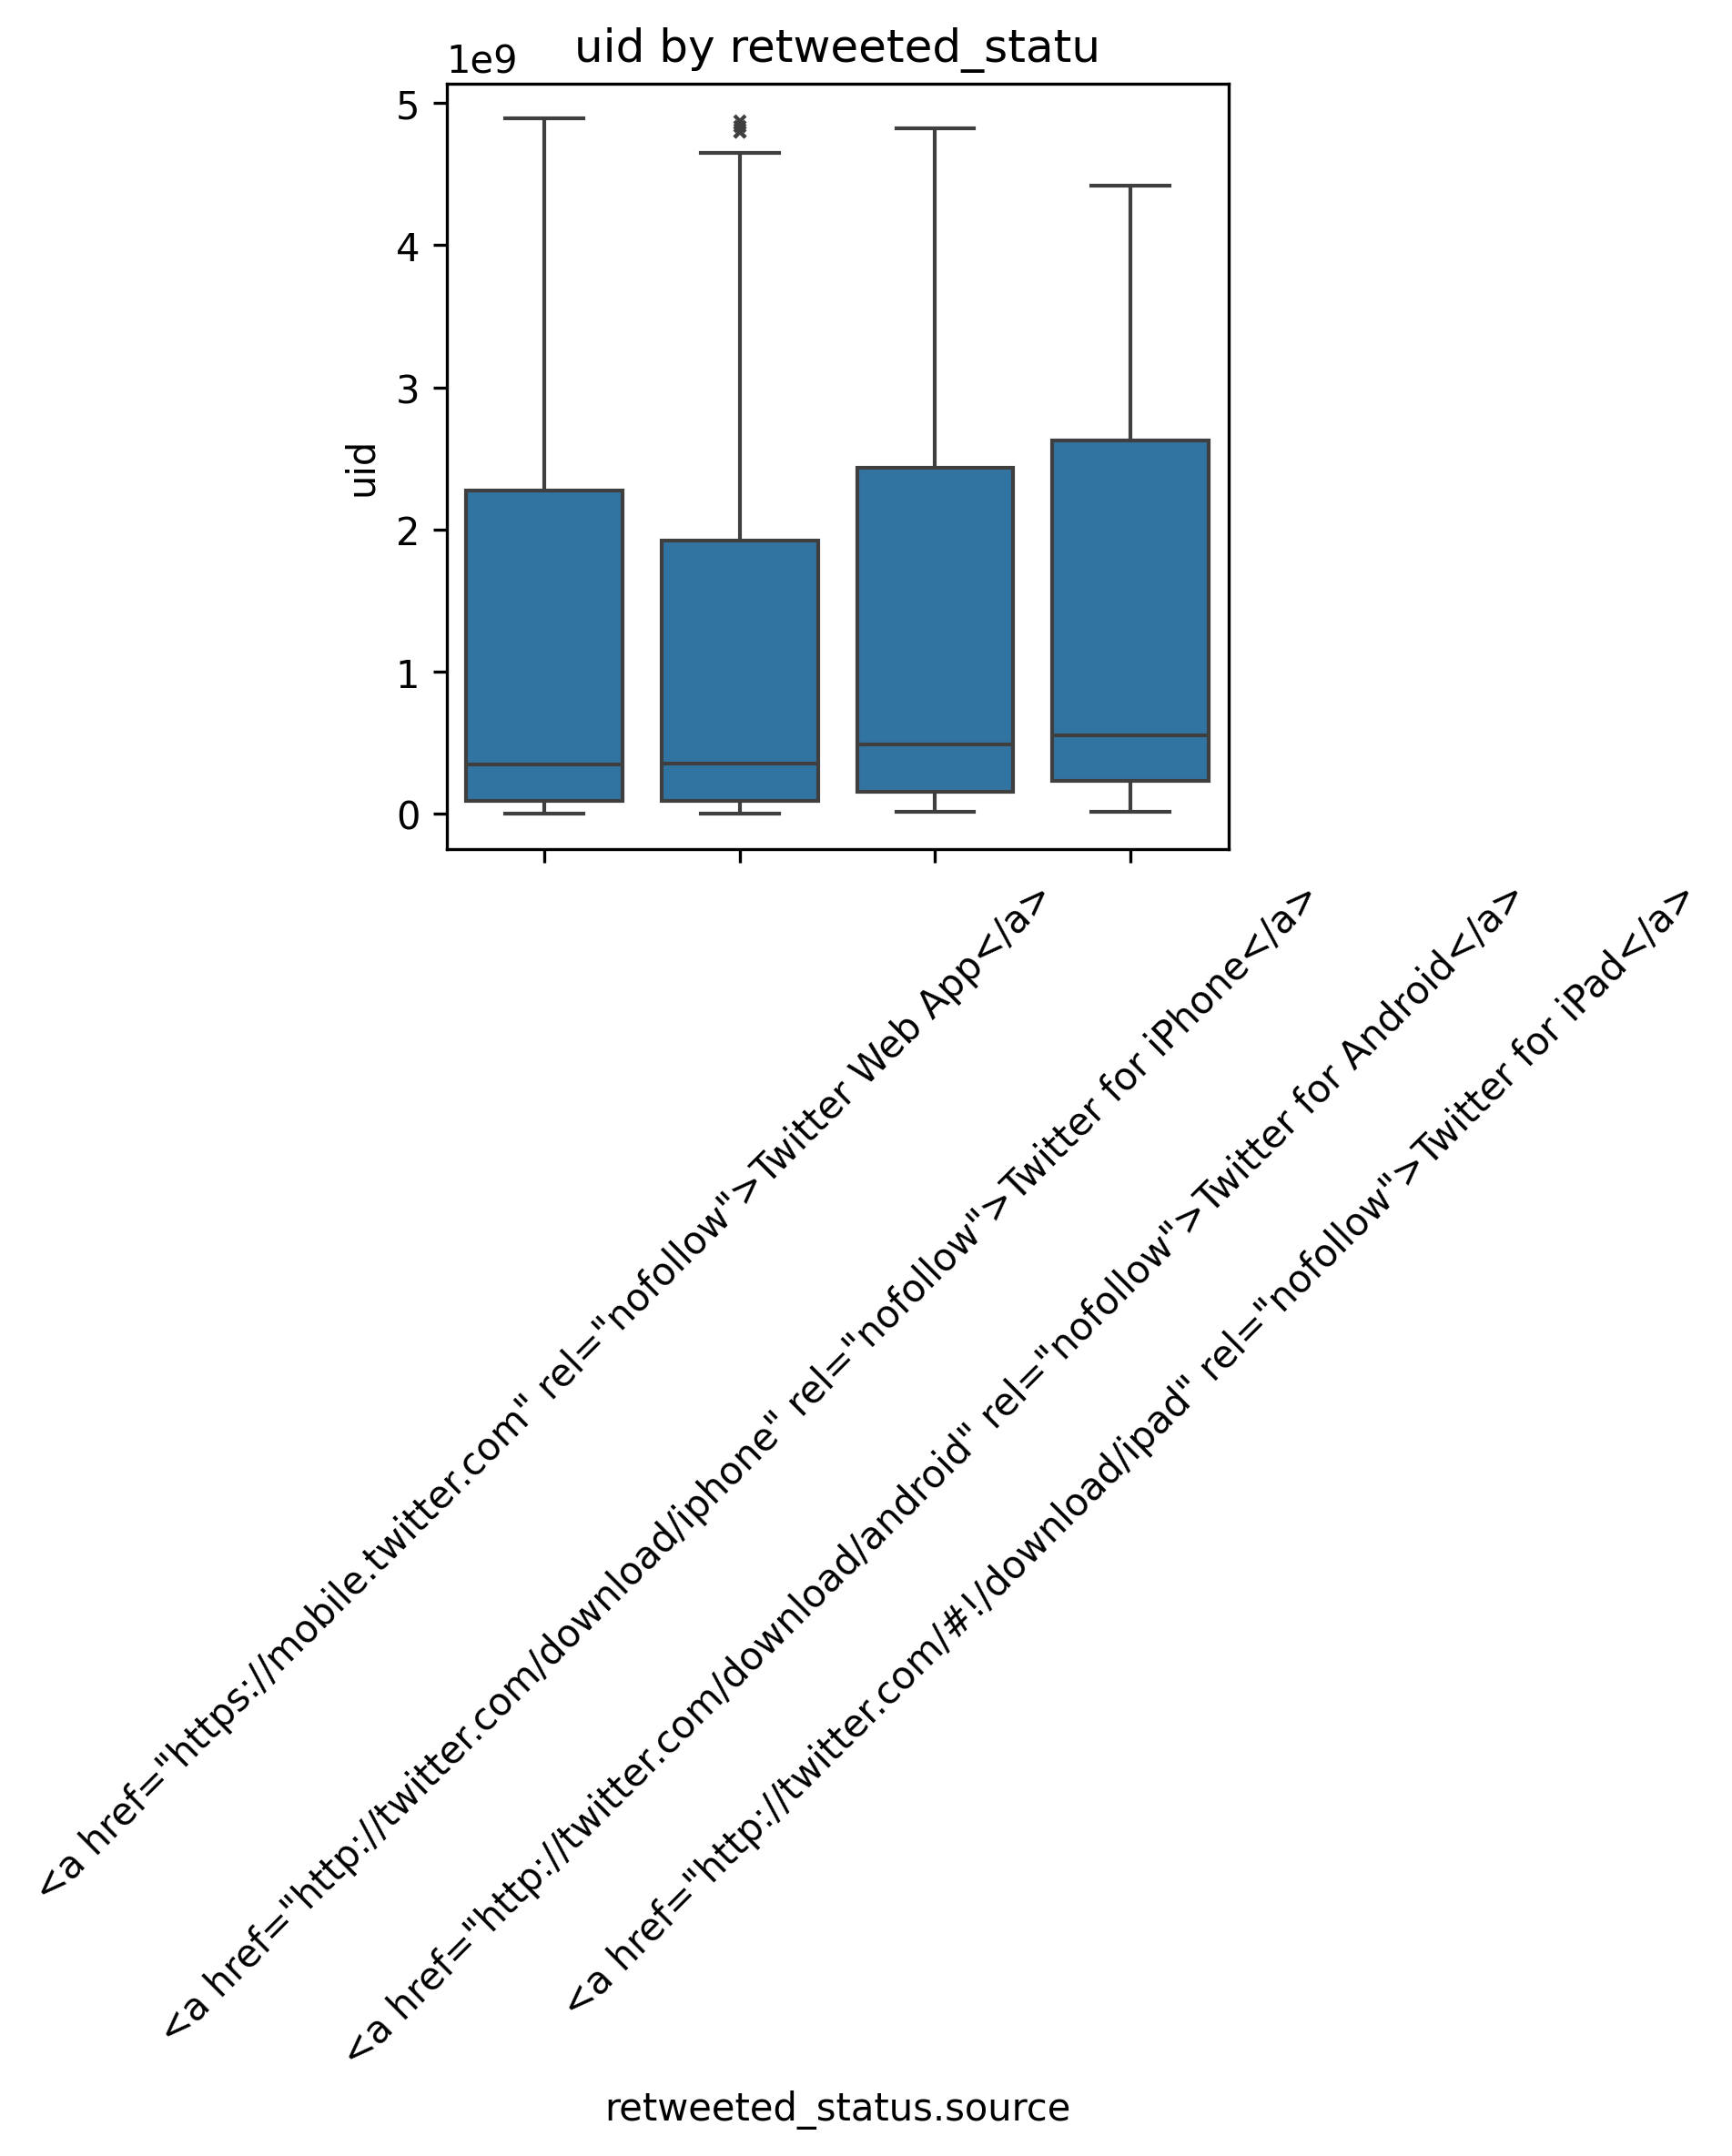 uid by retweeted_statu
1e9
5
4
3
2
1
0
uid
<a href="https://mobile.twitter.com" rel="nofollow">Twitter Web App</a>
<a href="http://twitter.com/download/iphone" rel="nofollow">Twitter for iPhone</a>
<a href="http://twitter.com/download/android" rel="nofollow">Twitter for Android</a>
<a href="http://twitter.com/#!/download/ipad" rel="nofollow">Twitter for iPad</a>
retweeted_status.source